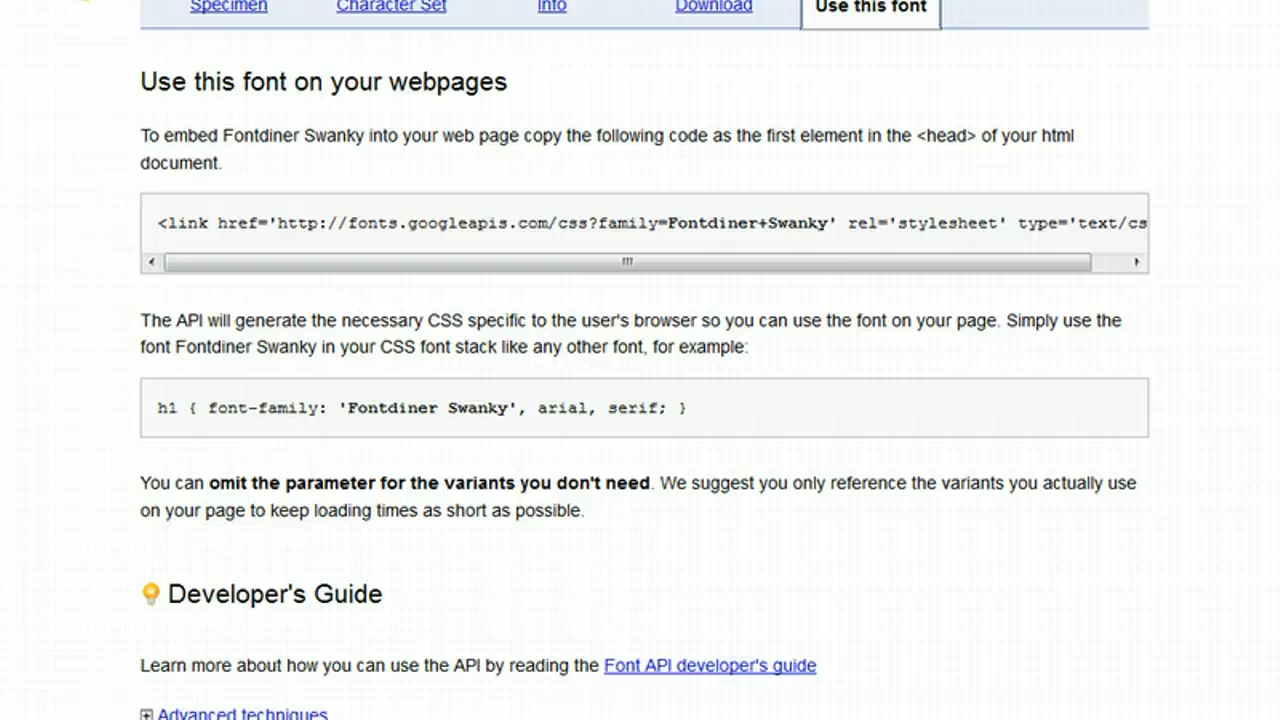 Specimen Character Set Info Download Use this font
Use this font on your webpages
To embed Fontdiner Swanky into your web page copy the following code as the first element in the <head> of your html
document.
<link href='http://fonts.googleapis.com/css?family=Fontdiner+Swanky' rel='stylesheet' type='text/cs
The API will generate the necessary CSS specific to the user's browser so you can use the font on your page. Simply use the
font Fontdiner Swanky in your CSS font stack like any other font, for example:
h1 { font-family: 'Fontdiner Swanky', arial, serif; }
You can omit the parameter for the variants you don't need. We suggest you only reference the variants you actually use
on your page to keep loading times as short as possible.
Developer's Guide
Learn more about how you can use the API by reading the Font API developer's guide
Advanced techniques